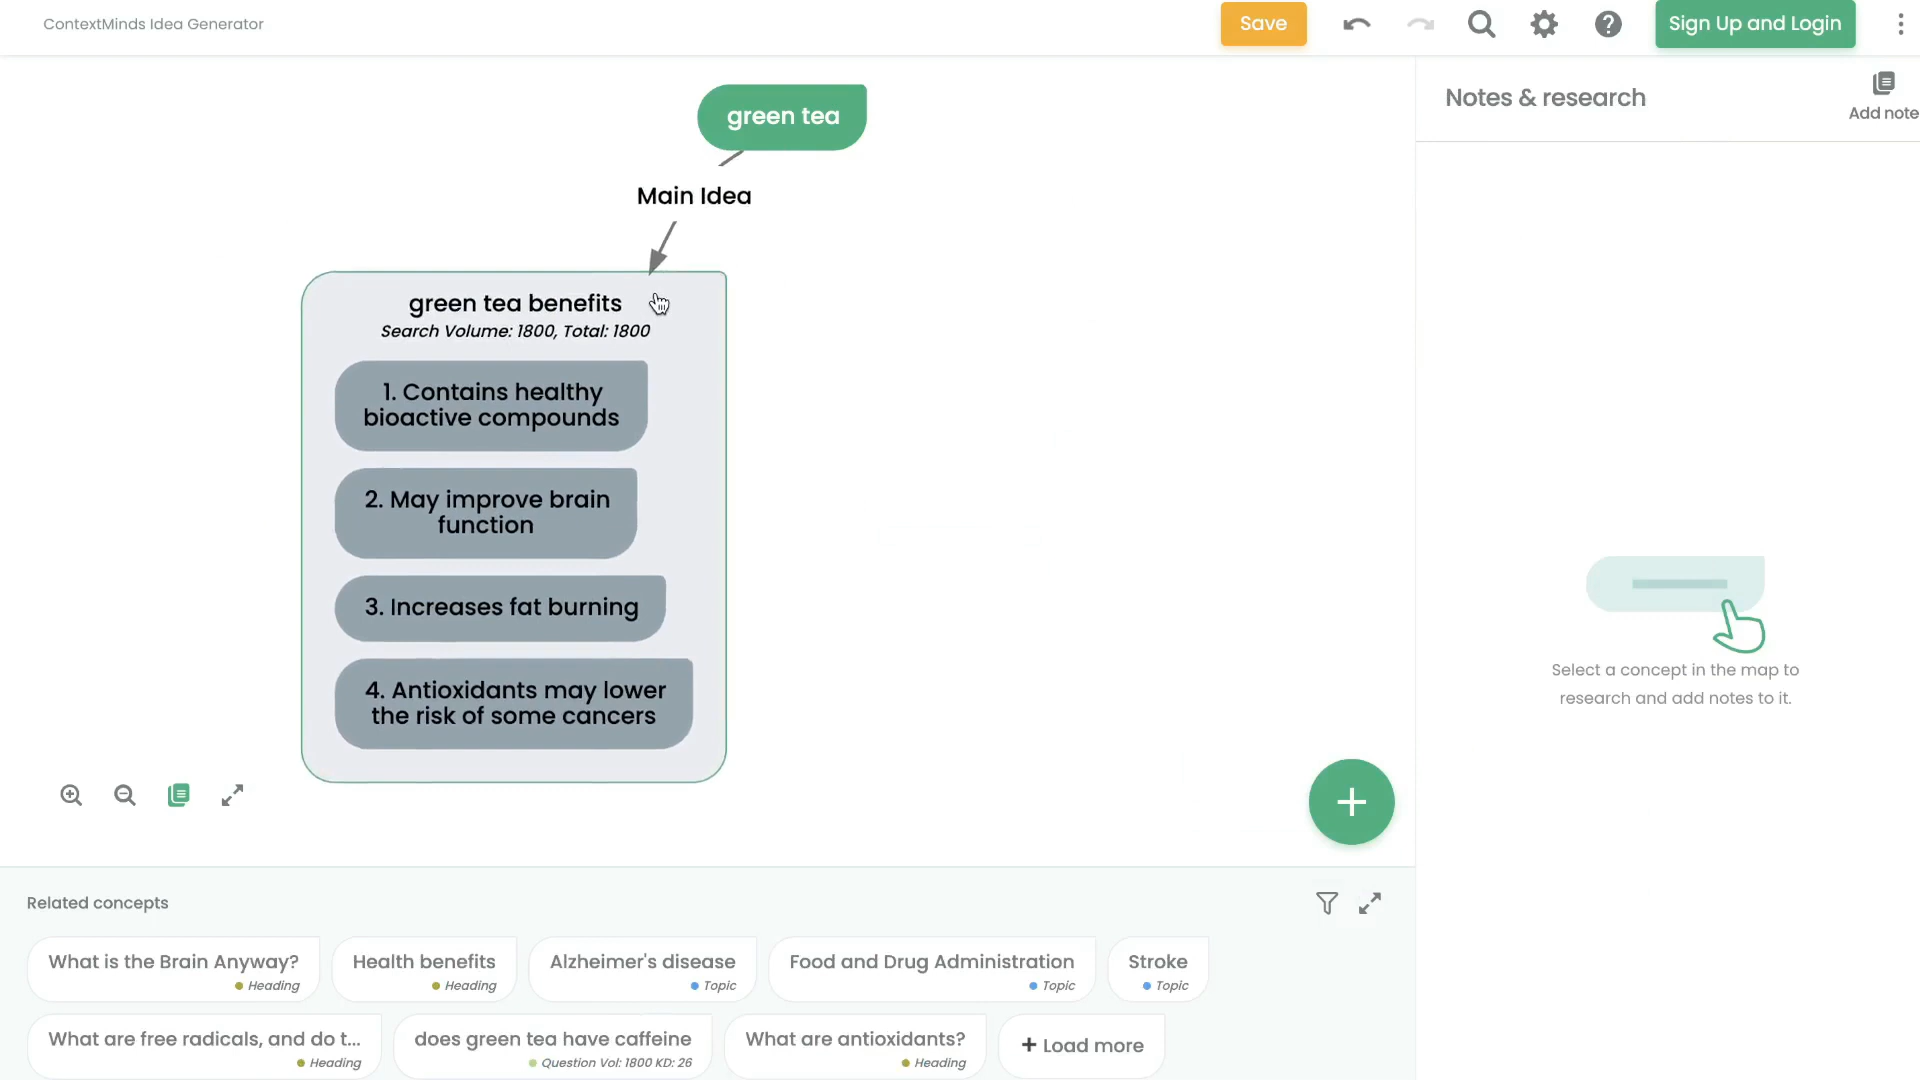 ContextMinds Idea Generator
Save
Sign Up and Login
green tea
Main Idea
green tea benefits
Search Volume: 1800, Total: 1800
1. Contains healthy
bioactive compounds
2. May improve brain
function
3. Increases fat burning
4. Antioxidants may lower
the risk of some cancers
Notes & research
Add note
Select a concept in the map to
research and add notes to it.
Related concepts
What is the Brain Anyway?
Heading
Health benefits
Heading
Alzheimer's disease
Topic
Food and Drug Administration
Topic
Stroke
Topic
What are free radicals, and do t...
Heading
does green tea have caffeine
Question Vol: 1800 KD: 26
What are antioxidants?
Heading
+ Load more